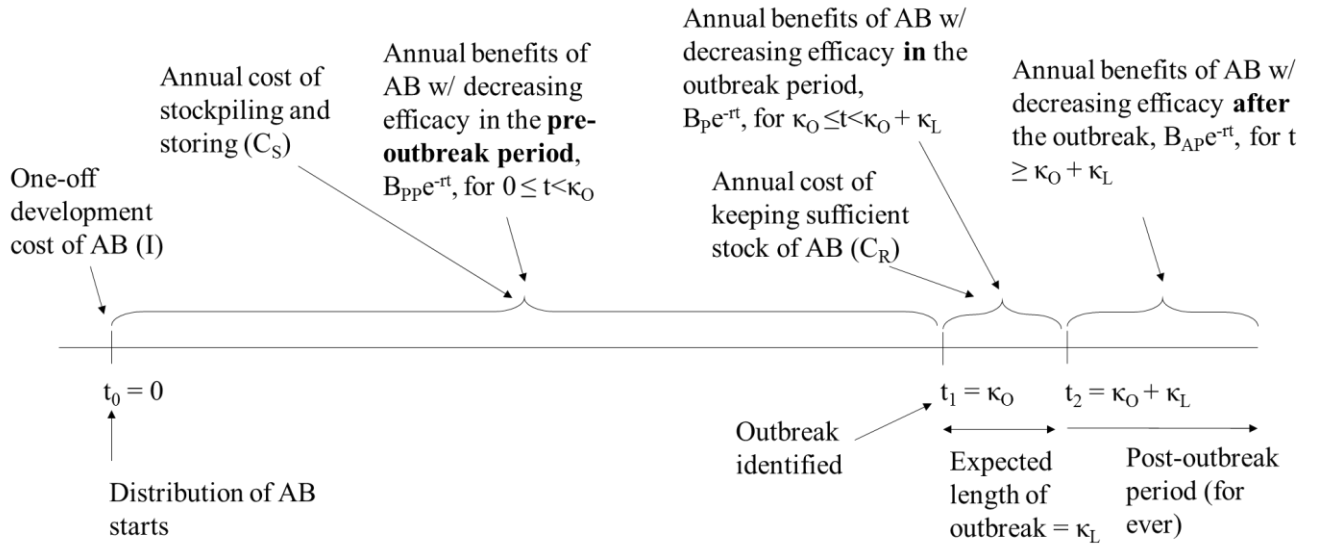 One-off
development
cost of AB (I)
Annual cost of
stockpiling and
storing (C_S)
Annual benefits of
AB w/ decreasing
efficacy in the pre-
outbreak period,
B_PPe^-rt, for 0 ≤ t<κ_O
Annual benefits of AB w/
decreasing efficacy in the
outbreak period,
B_Pe^-rt, for κ_O ≤t<κ_O + κ_L
Annual cost of
keeping sufficient
stock of AB (C_R)
Annual benefits of AB w/
decreasing efficacy after
the outbreak, B_APe^-rt, for t
≥ κ_O + κ_L
t_0 = 0
t_1 = κ_O
t_2 = κ_O + κ_L
Distribution of AB
starts
Outbreak
identified
Expected
length of
outbreak = κ_L
Post-outbreak
period (for
ever)